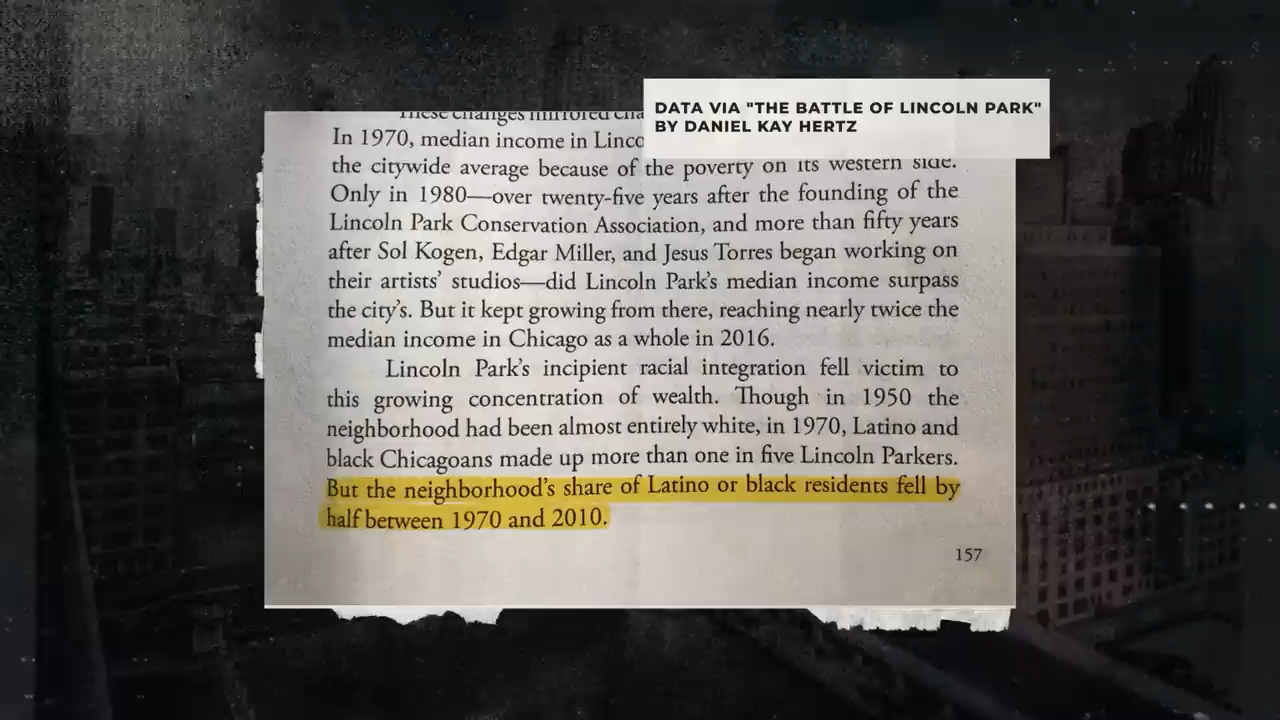 DATA VIA "THE BATTLE OF LINCOLN PARK"
BY DANIEL KAY HERTZ
These changes mirrored
In 1970, median income in
the citywide average because of the poverty on its western side.
Only in 1980—over twenty-five years after the founding of the
Lincoln Park Conservation Association, and more than fifty years
after Sol Kogen, Edgar Miller, and Jesus Torres began working on
their artists' studios—did Lincoln Park's median income surpass
the city's. But it kept growing from there, reaching nearly twice the
median income in Chicago as a whole in 2016.
Lincoln Park's incipient racial integration fell victim to
this growing concentration of wealth. Though in 1950 the
neighborhood had been almost entirely white, in 1970, Latino and
black Chicagoans made up more than one in five Lincoln Parkers.
But the neighborhood's share of Latino or black residents fell by
half between 1970 and 2010.
157